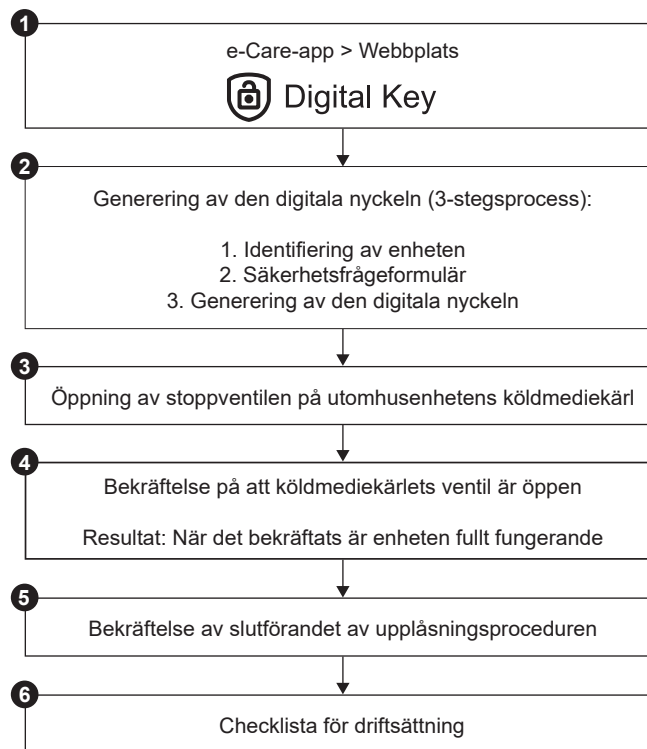 1
e-Care-app > Webbplats
Digital Key
2
Generering av den digitala nyckeln (3-stegsprocess):
1. Identifiering av enheten
2. Säkerhetsfrågeformulär
3. Generering av den digitala nyckeln
3
Öppning av stoppventilen på utomhusenhetens köldmediekärl
4
Bekräftelse på att köldmediekärlets ventil är öppen
Resultat: När det bekräftats är enheten fullt fungerande
5
Bekräftelse av slutförandet av upplåsningsproceduren
6
Checklista för driftsättning